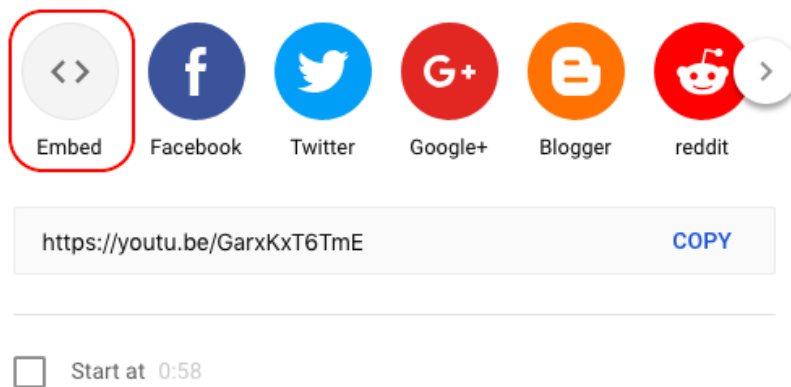 Embed Facebook Twitter Google+ Blogger reddit
https://youtu.be/GarxKxT6TmE COPY
Start at 0:58